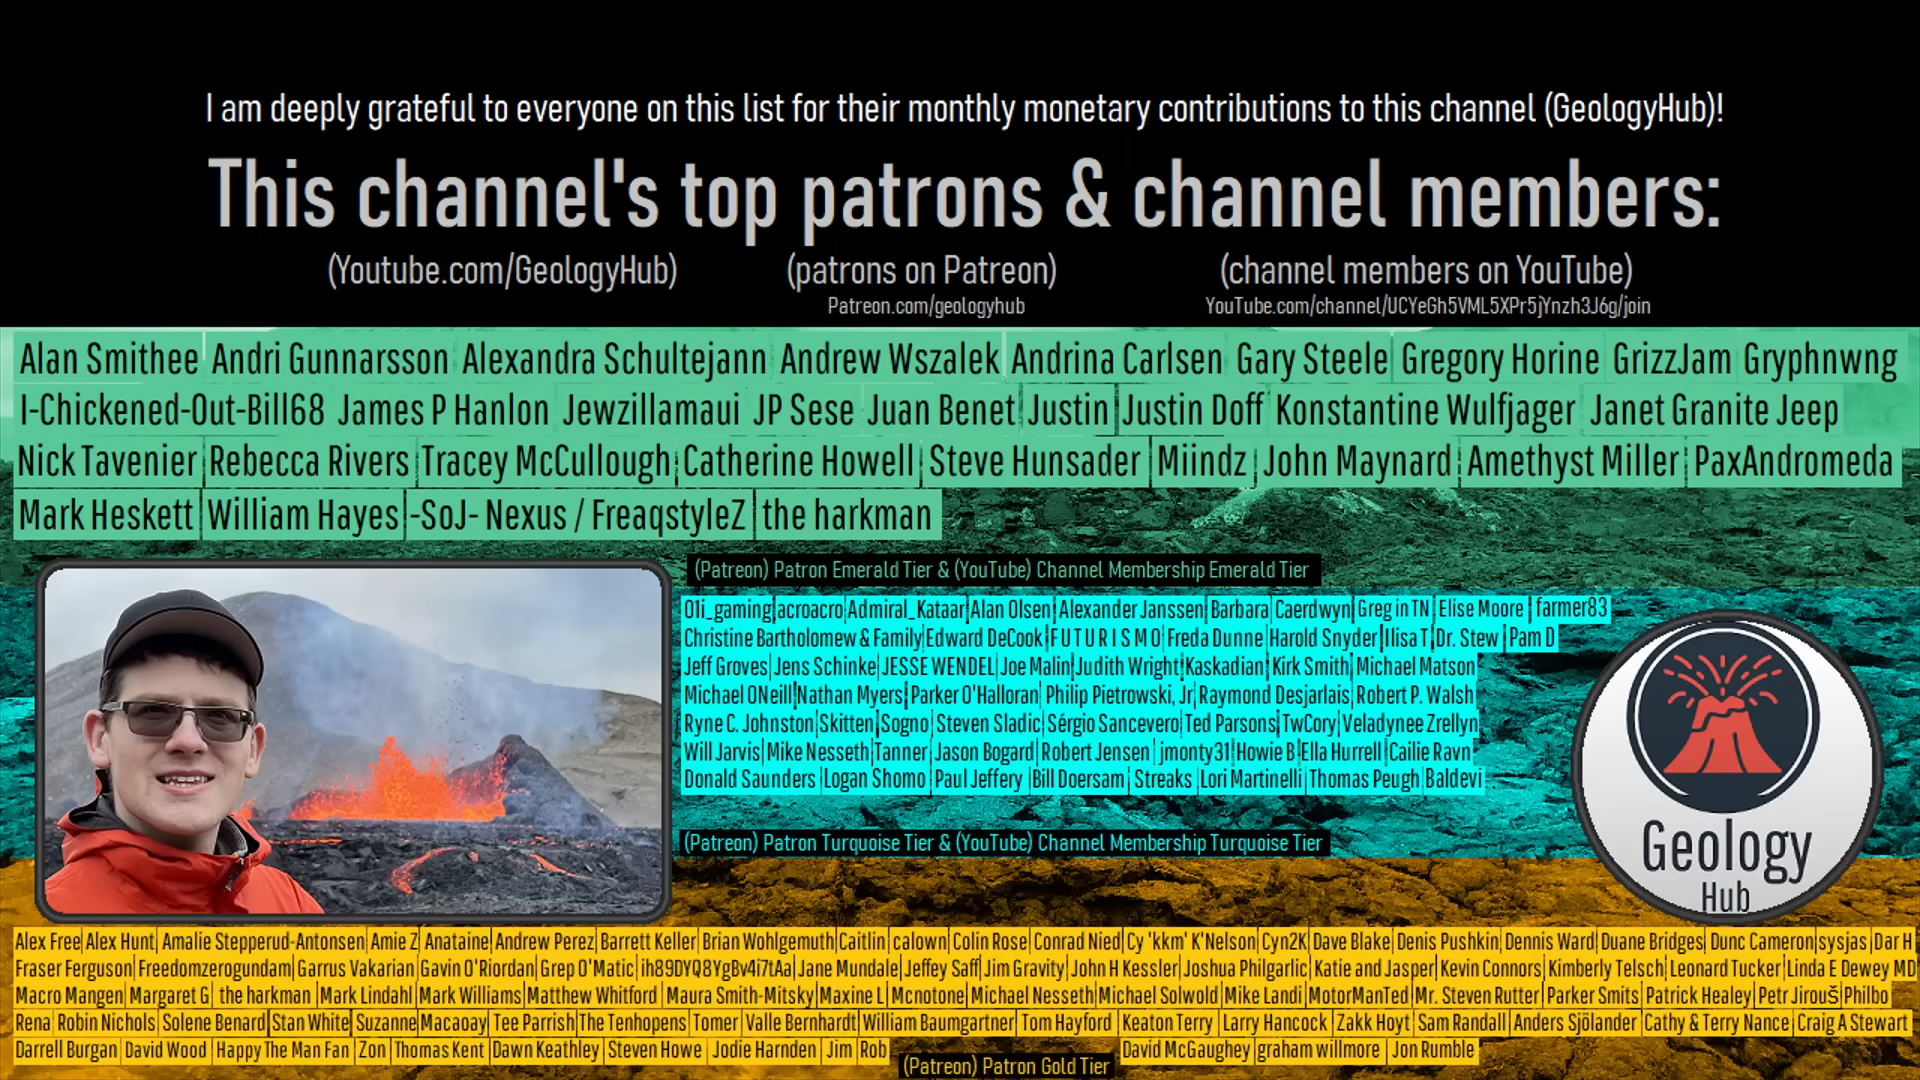 I am deeply grateful to everyone on this list for their monthly monetary contributions to this channel (GeologyHub)!
This channel's top patrons & channel members:
(Youtube.com/GeologyHub) (patrons on Patreon) (channel members on YouTube)
Patreon.com/geologyhub YouTube.com/channel/UCYeGh5VML5XPr5jYnzh3J6g/join
Alan Smithee Andri Gunnarsson Alexandra Schultejann Andrew Wszalek Andrina Carlsen Gary Steele Gregory Horine GrizzJam Gryphnwng
I-Chickened-Out-Bill68 James P Hanlon Jewzillamaui JP Sese Juan Benet Justin Justin Doff Konstantine Wulfjager Janet Granite Jeep
Nick Tavenier Rebecca Rivers Tracey McCullough Catherine Howell Steve Hunsader Miindz John Maynard Amethyst Miller PaxAndromeda
Mark Heskett William Hayes -SoJ- Nexus / FreaqstyleZ the harkman
(Patreon) Patron Emerald Tier & (YouTube) Channel Membership Emerald Tier
01i_gaming acroacro Admiral_Kataar Alan Olsen Alexander Janssen Barbara Caerdwyn Greg in TN Elise Moore farmer83
Christine Bartholomew & Family Edward DeCook F U T U R I S M O Freda Dunne Harold Snyder Ilisa T Dr. Stew Pam D
Jeff Groves Jens Schinke JESSE WENDEL Joe Malin Judith Wright Kaskadian Kirk Smith Michael Matson
Michael ONeill Nathan Myers Parker O'Halloran Philip Pietrowski, Jr Raymond Desjarlais Robert P. Walsh
Ryne C. Johnston Skitten Sogno Steven Sladic Sérgio Sancevero Ted Parsons TwCory Veladynee Zrellyn
Will Jarvis Mike Nesseth Tanner Jason Bogard Robert Jensen jmonty31 Howie B Ella Hurrell Cailie Ravn
Donald Saunders Logan Shomo Paul Jeffery Bill Doersam Streaks Lori Martinelli Thomas Peugh Baldevi
(Patreon) Patron Turquoise Tier & (YouTube) Channel Membership Turquoise Tier
Geology
Hub
Alex Free Alex Hunt Amalie Stepperud-Antonsen Amie Z Anataine Andrew Perez Barrett Keller Brian Wohlgemuth Caitlin calown Colin Rose Conrad Nied Cy 'kkm' K'Nelson Cyn2K Dave Blake Denis Pushkin Dennis Ward Duane Bridges Dunc Cameron sysjas Dar H
Fraser Ferguson Freedomzerogundam Garrus Vakarian Gavin O'Riordan Grep O'Matic ih89DYQ8YgBv4i7tAa Jane Mundale Jeffey Saff Jim Gravity John H Kessler Joshua Philgarlic Katie and Jasper Kevin Connors Kimberly Telsch Leonard Tucker Linda E Dewey MD
Macro Mangen Margaret G the harkman Mark Lindahl Mark Williams Matthew Whitford Maura Smith-Mitsky Maxine L Mcnotone Michael Nesseth Michael Solwold Mike Landi MotorManTed Mr. Steven Rutter Parker Smits Patrick Healey Petr Jirouš Philbo
Rena Robin Nichols Solene Benard Stan White Suzanne Macaoay Tee Parrish The Tenhopens Tomer Valle Bernhardt William Baumgartner Tom Hayford Keaton Terry Larry Hancock Zakk Hoyt Sam Randall Anders Sjölander Cathy & Terry Nance Craig A Stewart
Darrell Burgan David Wood Happy The Man Fan Zon Thomas Kent Dawn Keathley Steven Howe Jodie Harnden Jim Rob David McGaughey graham willmore Jon Rumble
(Patreon) Patron Gold Tier